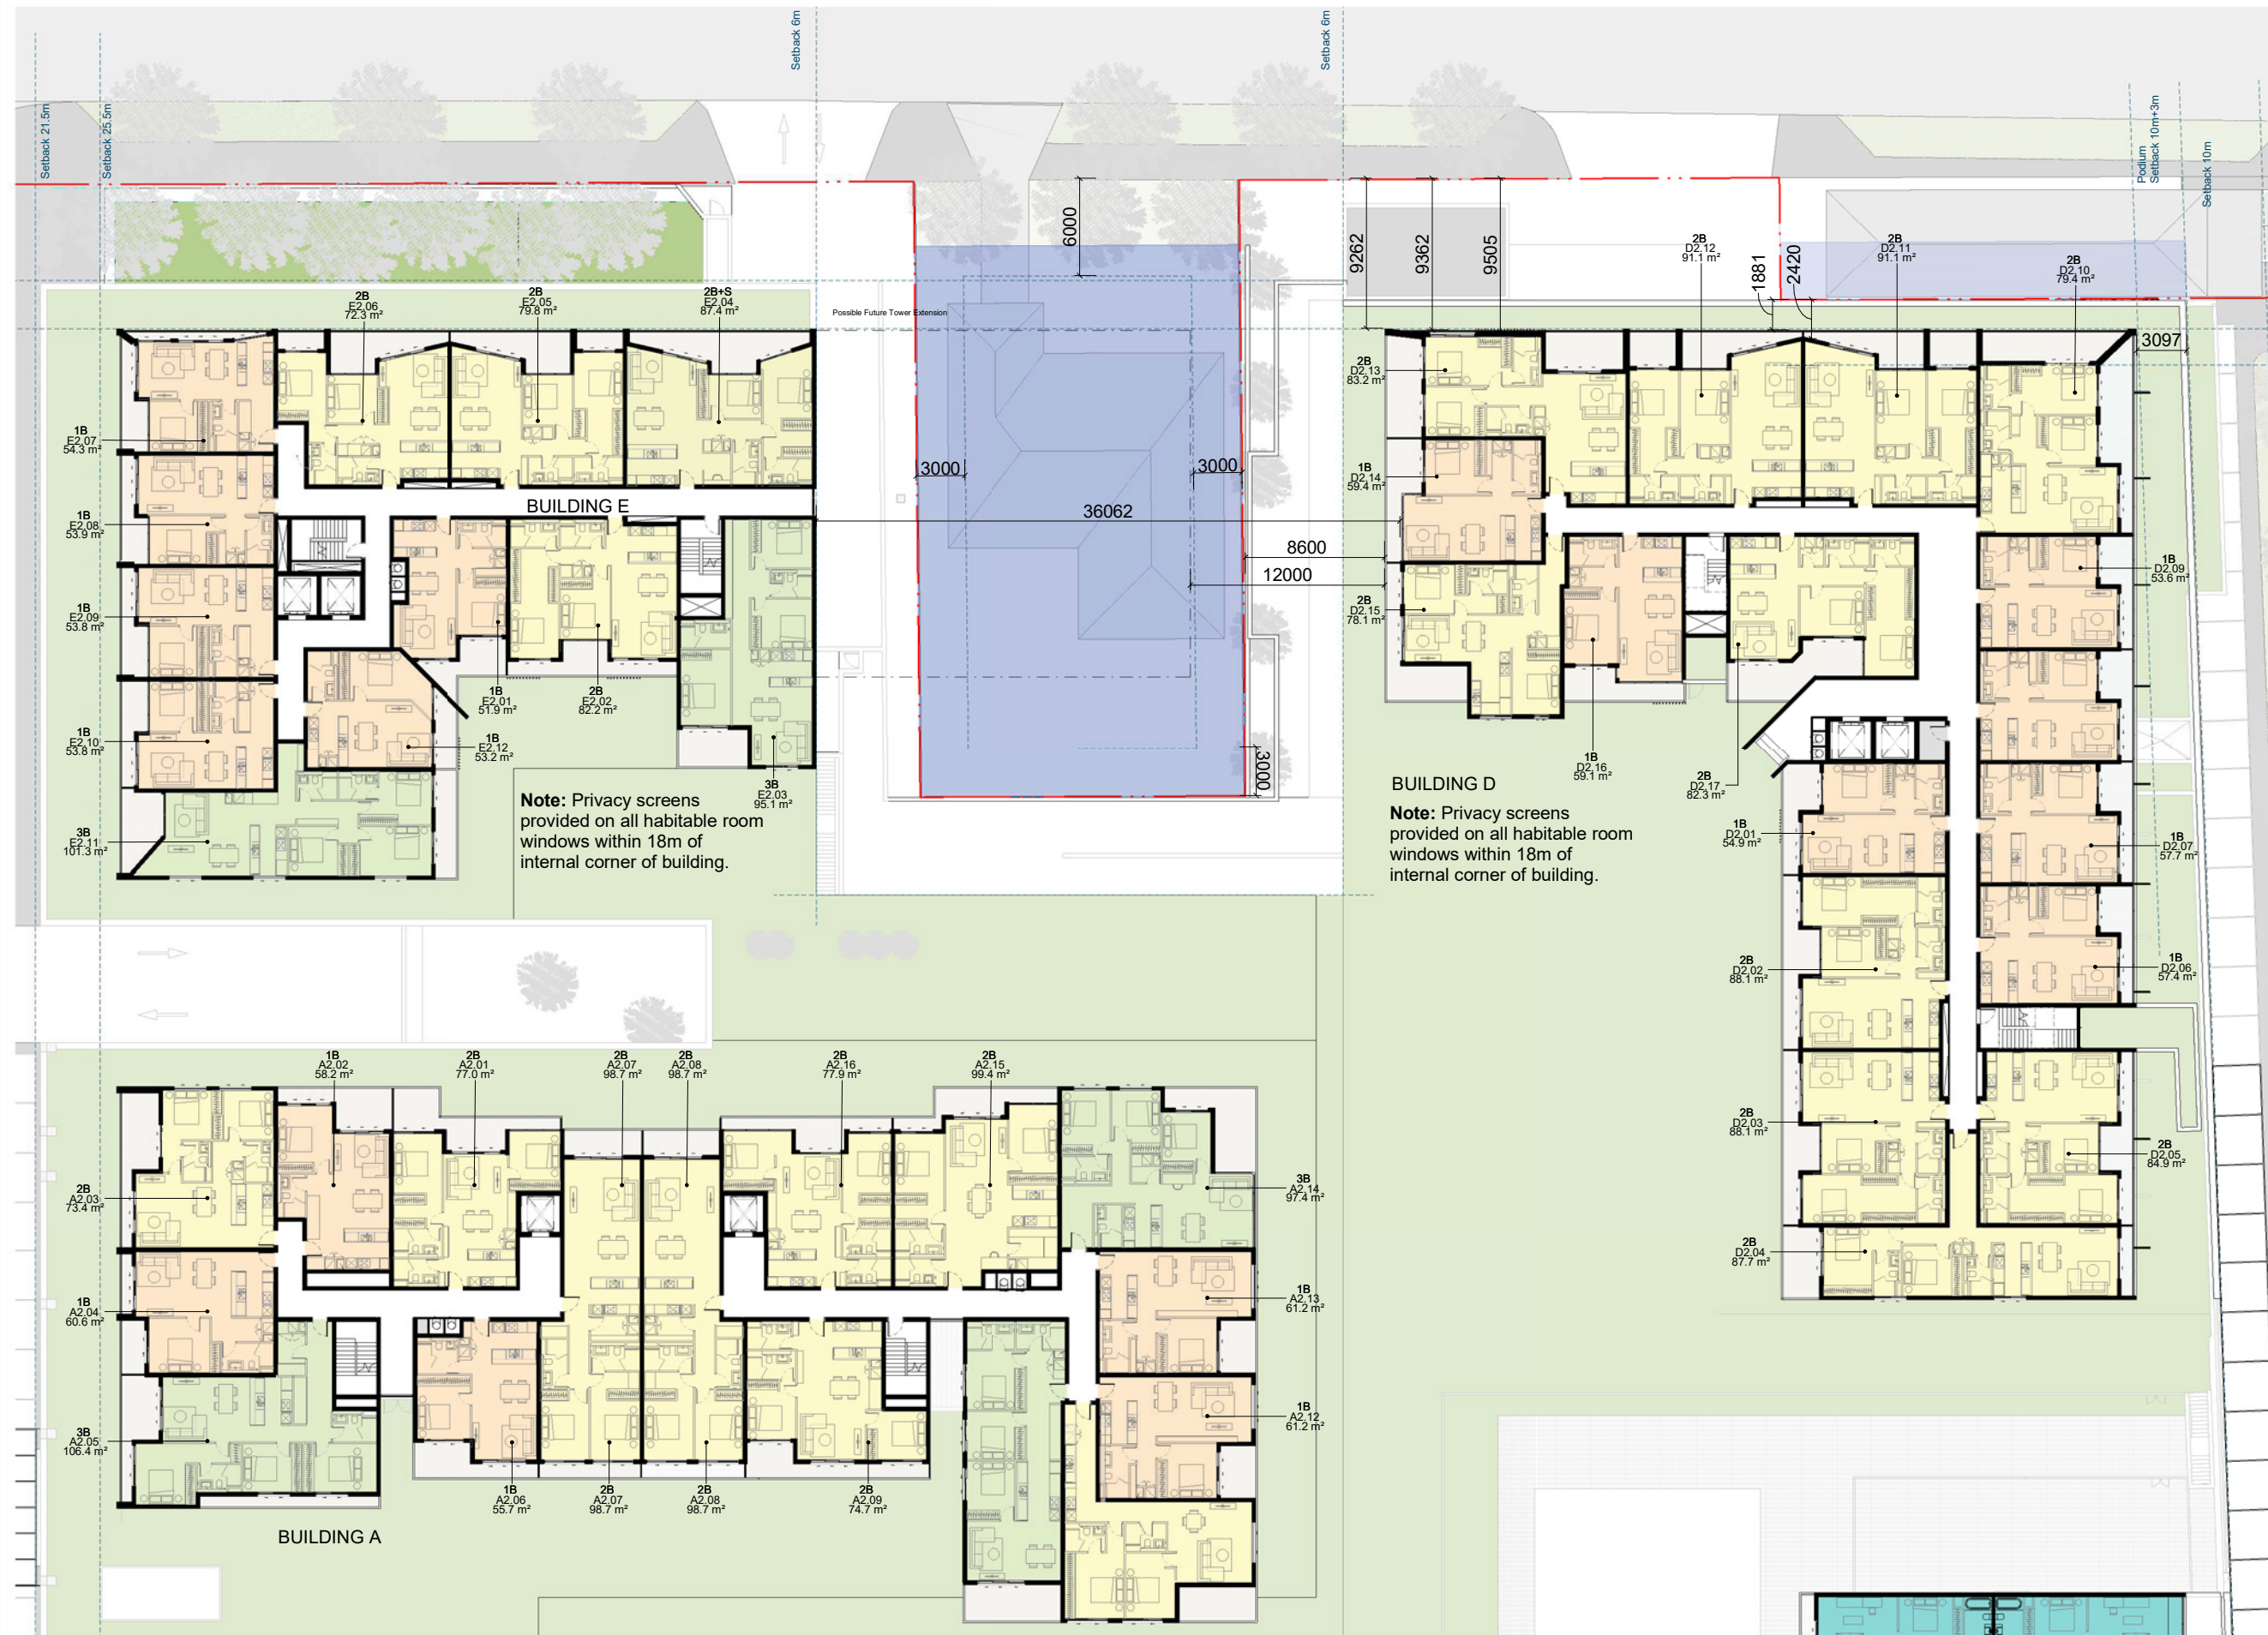 Setback 21.5m
Setback 25.5m
Setback 6m
Setback 6m
Podium
Setback 10m+3m
Setback 10m
6000
9262
9362
9505
1881
2420
3097
2B
D2.12
91.1 m²
2B
D2.11
91.1 m²
2B
D2.10
79.4 m²
2B
E2.06
72.3 m²
2B
E2.05
79.8 m²
2B+S
E2.04
87.4 m²
Possible Future Tower Extension
2B
D2.13
83.2 m²
1B
E2.07
54.3 m²
3000
3000
1B
D2.14
59.4 m²
BUILDING E
36062
1B
E2.08
53.9 m²
8600
12000
1B
D2.09
53.6 m²
1B
E2.09
53.8 m²
2B
D2.15
78.1 m²
1B
E2.01
51.9 m²
2B
E2.02
82.2 m²
1B
E2.10
53.8 m²
1B
E2.12
53.2 m²
3000
1B
D2.16
59.1 m²
2B
D2.17
82.3 m²
3B
E2.03
95.1 m²
BUILDING D
Note: Privacy screens
provided on all habitable room
windows within 18m of
internal corner of building.
Note: Privacy screens
provided on all habitable room
windows within 18m of
internal corner of building.
3B
E2.11
101.3 m²
1B
D2.01
54.9 m²
1B
D2.07
57.7 m²
2B
D2.02
88.1 m²
1B
D2.06
57.4 m²
1B
A2.02
58.2 m²
2B
A2.01
77.0 m²
2B
A2.07
98.7 m²
2B
A2.08
98.7 m²
2B
A2.16
77.9 m²
2B
A2.15
99.4 m²
2B
D2.03
88.1 m²
2B
D2.05
84.9 m²
2B
A2.03
73.4 m²
3B
A2.14
97.4 m²
2B
D2.04
87.7 m²
1B
A2.04
60.6 m²
1B
A2.13
61.2 m²
1B
A2.12
61.2 m²
3B
A2.05
106.4 m²
1B
A2.06
55.7 m²
2B
A2.07
98.7 m²
2B
A2.08
98.7 m²
2B
A2.09
74.7 m²
BUILDING A